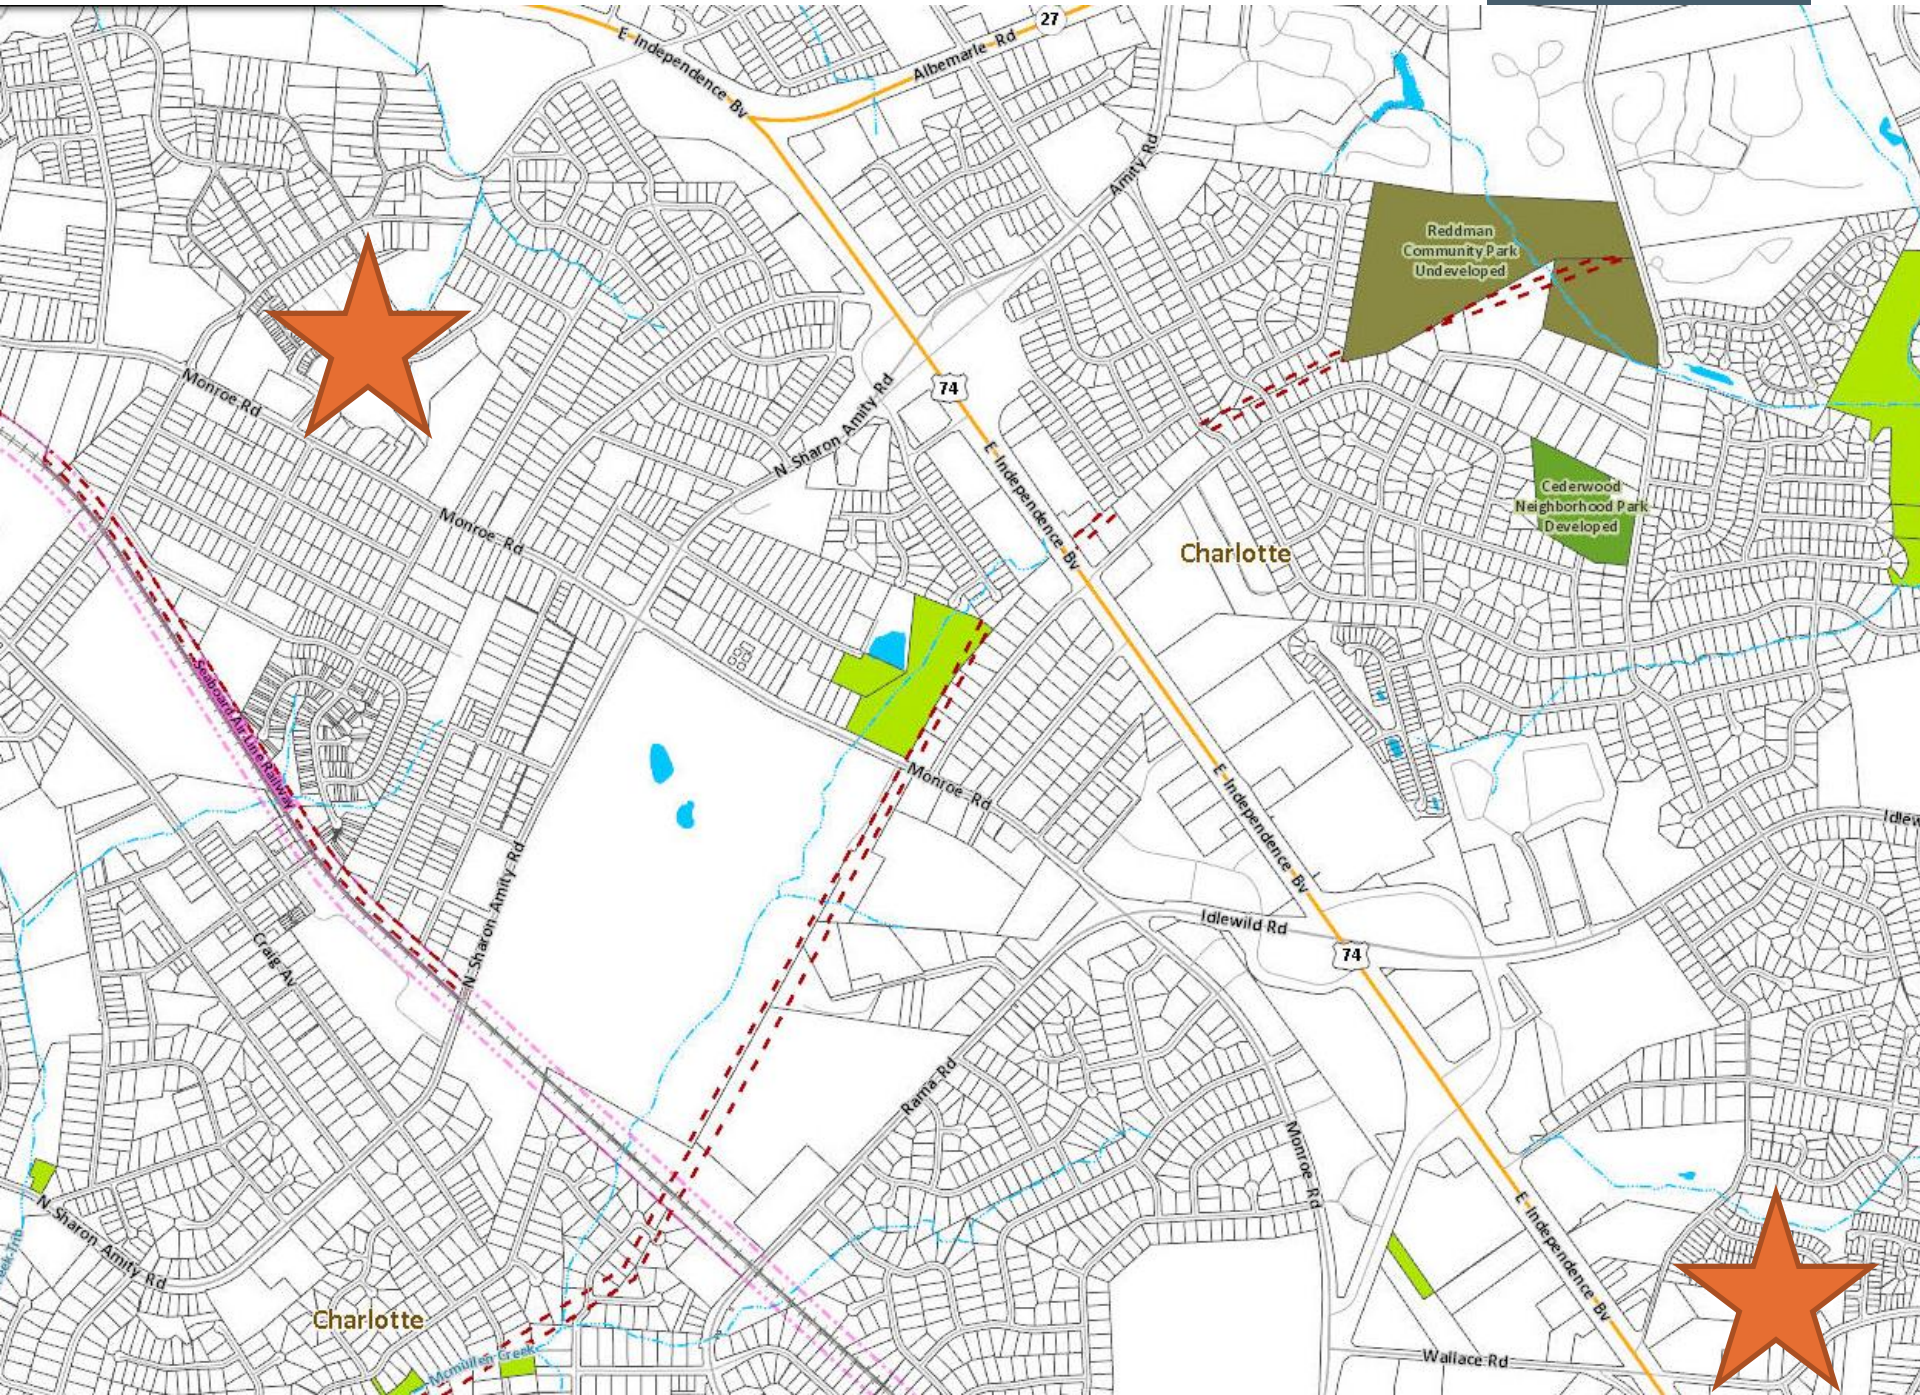 27
E Independence Bv
Albemarle Rd
Amity Rd
Reddman
Community Park
Undeveloped
Monroe Rd
74
N Sharon Amity Rd
E Independence Bv
Cederwood
Neighborhood Park
Developed
Monroe Rd
Charlotte
Seaboard Air Line Railway
Monroe Rd
E Independence Bv
N Sharon Amity Rd
Idlewild Rd
Craig Av
74
Rama Rd
Monroe Rd
N Sharon Amity Rd
E Independence Bv
Charlotte
Mcmullen Creek
Wallace Rd